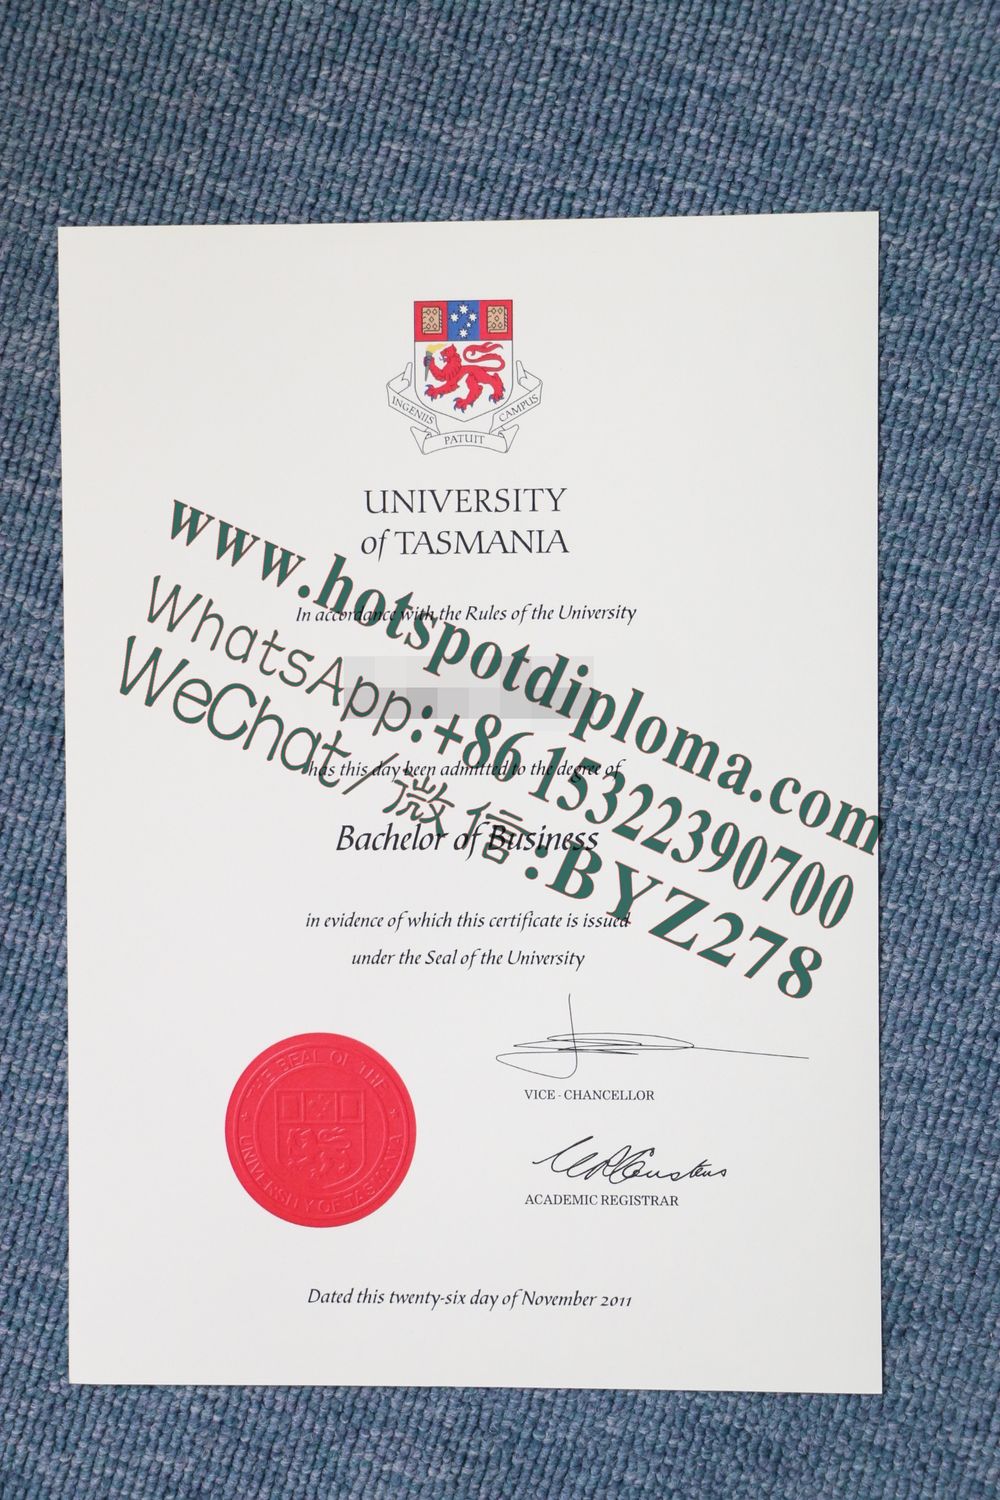 INGENIIS PATUIT CAMPUS
UNIVERSITY
of TASMANIA
www.hotspotdiploma.com
In accordance with the Rules of the University
WhatsApp:+86 15322390700
WeChat/微信:BYZ278
has this day been admitted to the degree of
Bachelor of Business
in evidence of which this certificate is issued
under the Seal of the University
VICE - CHANCELLOR
THE SEAL OF THE
UNIVERSITY OF TASMANIA
ACADEMIC REGISTRAR
Dated this twenty-six day of November 2011